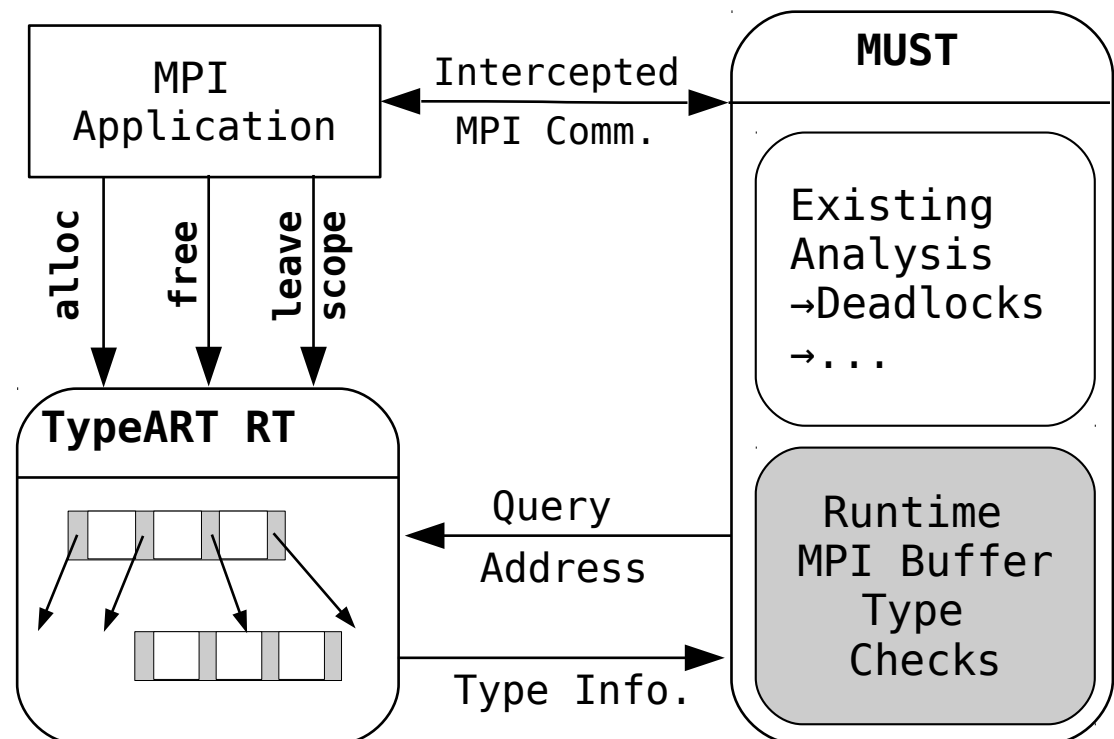 MPI
Application
Intercepted
MPI Comm.
MUST
Existing
Analysis
→Deadlocks
→...
alloc
free
leave
scope
TypeART RT
Query
Address
Type Info.
Runtime
MPI Buffer
Type
Checks